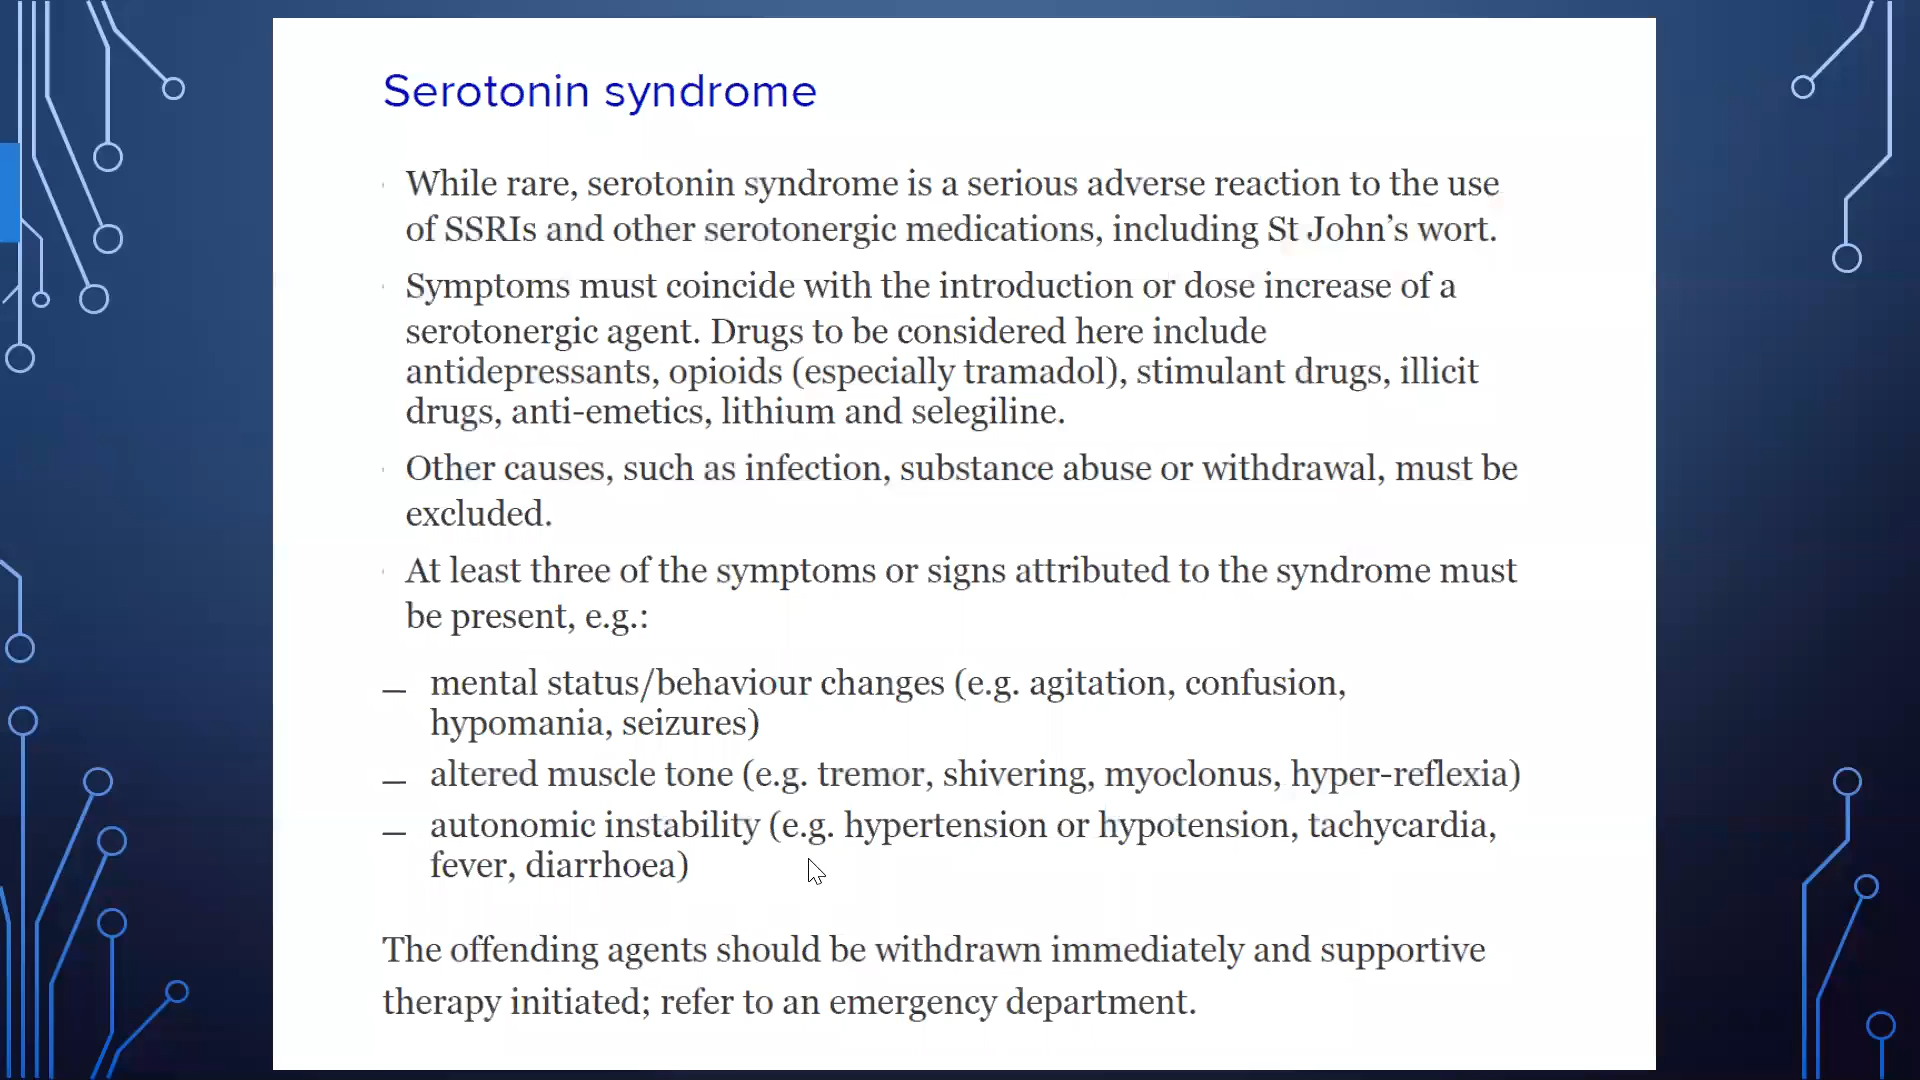 Serotonin syndrome
While rare, serotonin syndrome is a serious adverse reaction to the use
of SSRIs and other serotonergic medications, including St John’s wort.
Symptoms must coincide with the introduction or dose increase of a
serotonergic agent. Drugs to be considered here include
antidepressants, opioids (especially tramadol), stimulant drugs, illicit
drugs, anti-emetics, lithium and selegiline.
Other causes, such as infection, substance abuse or withdrawal, must be
excluded.
At least three of the symptoms or signs attributed to the syndrome must
be present, e.g.:
— mental status/behaviour changes (e.g. agitation, confusion,
hypomania, seizures)
— altered muscle tone (e.g. tremor, shivering, myoclonus, hyper-reflexia)
— autonomic instability (e.g. hypertension or hypotension, tachycardia,
fever, diarrhoea)
The offending agents should be withdrawn immediately and supportive
therapy initiated; refer to an emergency department.